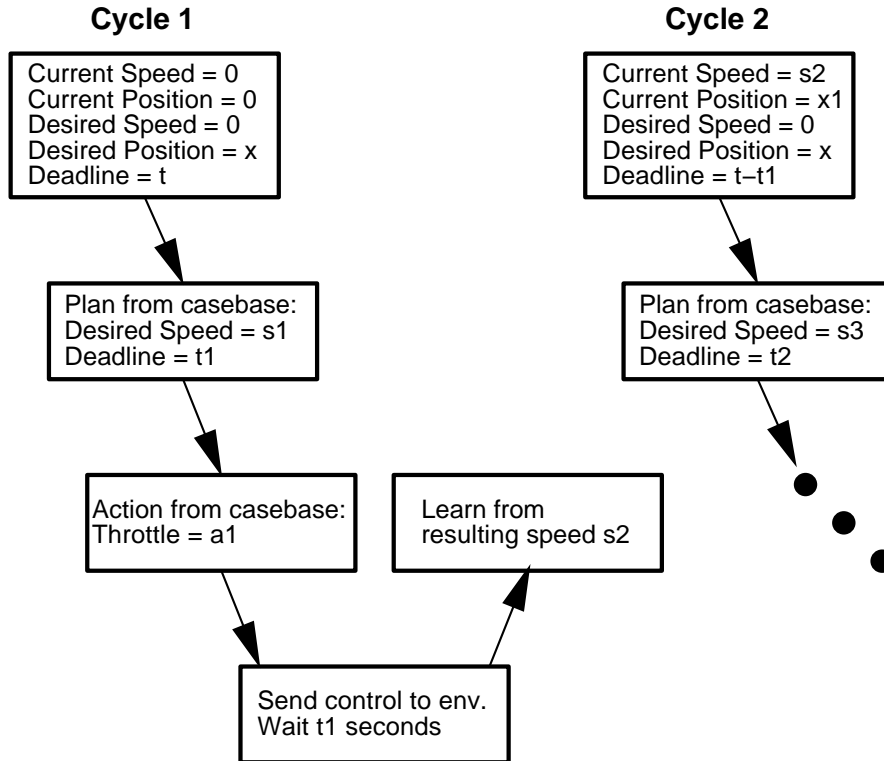 Cycle 1
Current Speed = 0
Current Position = 0
Desired Speed = 0
Desired Position = x
Deadline = t
Plan from casebase:
Desired Speed = s1
Deadline = t1
Action from casebase:
Throttle = a1
Send control to env.
Wait t1 seconds
Learn from
resulting speed s2
Cycle 2
Current Speed = s2
Current Position = x1
Desired Speed = 0
Desired Position = x
Deadline = t−t1
Plan from casebase:
Desired Speed = s3
Deadline = t2